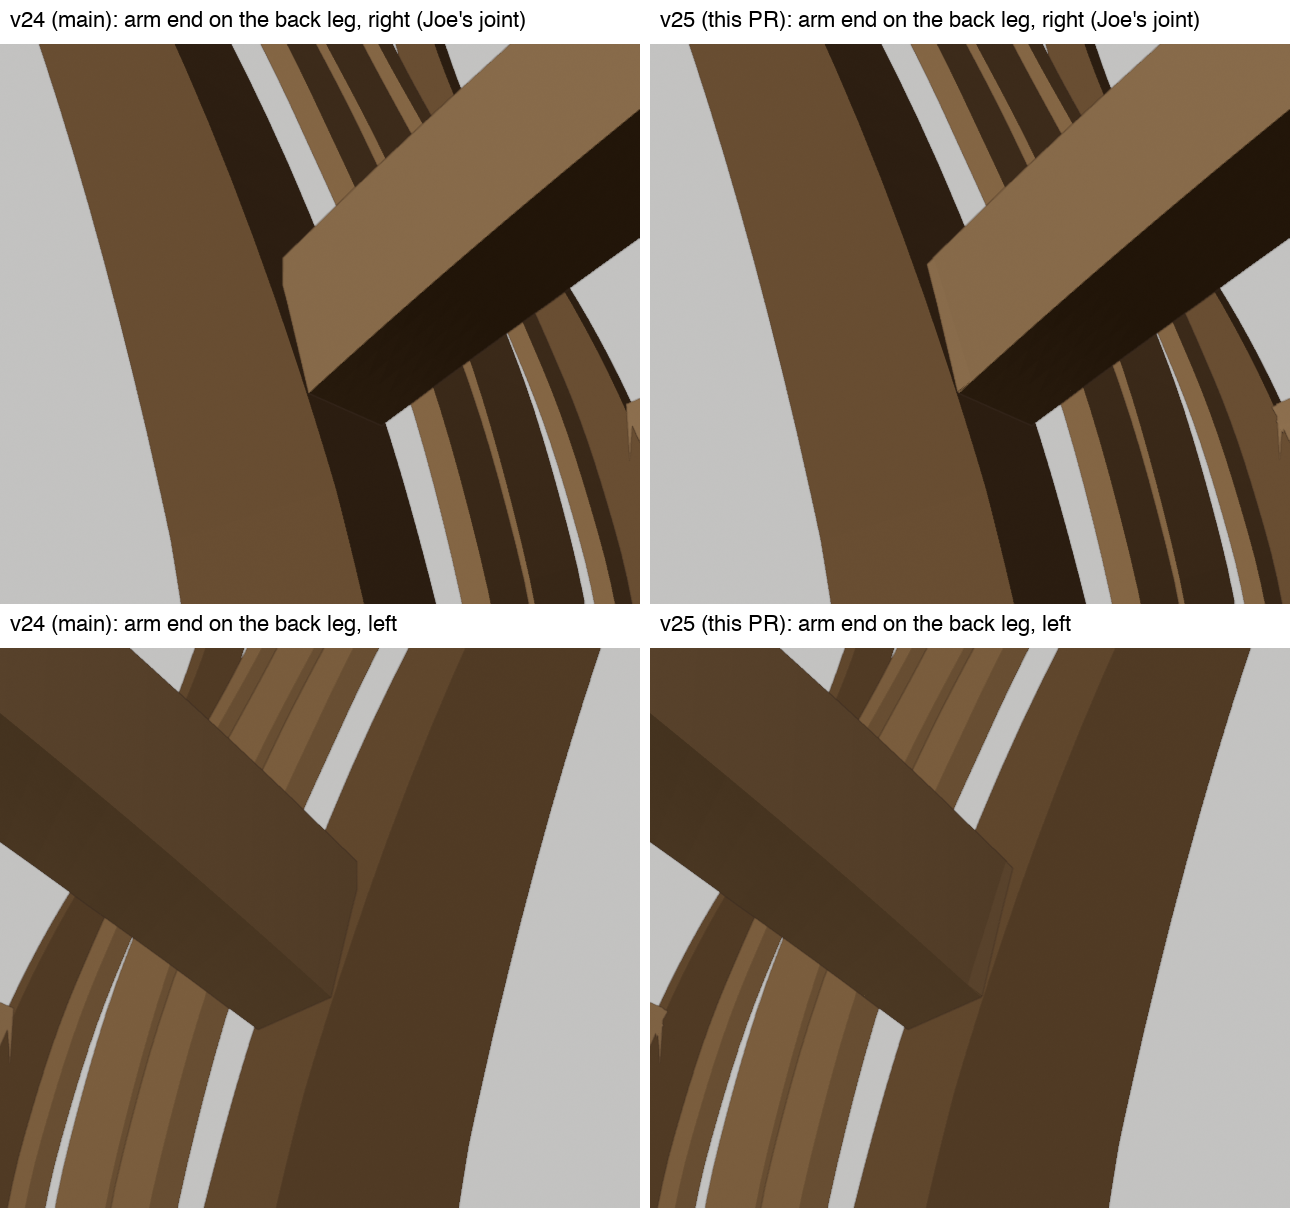 v24 (main): arm end on the back leg, right (Joe's joint)
v25 (this PR): arm end on the back leg, right (Joe's joint)
v24 (main): arm end on the back leg, left
v25 (this PR): arm end on the back leg, left